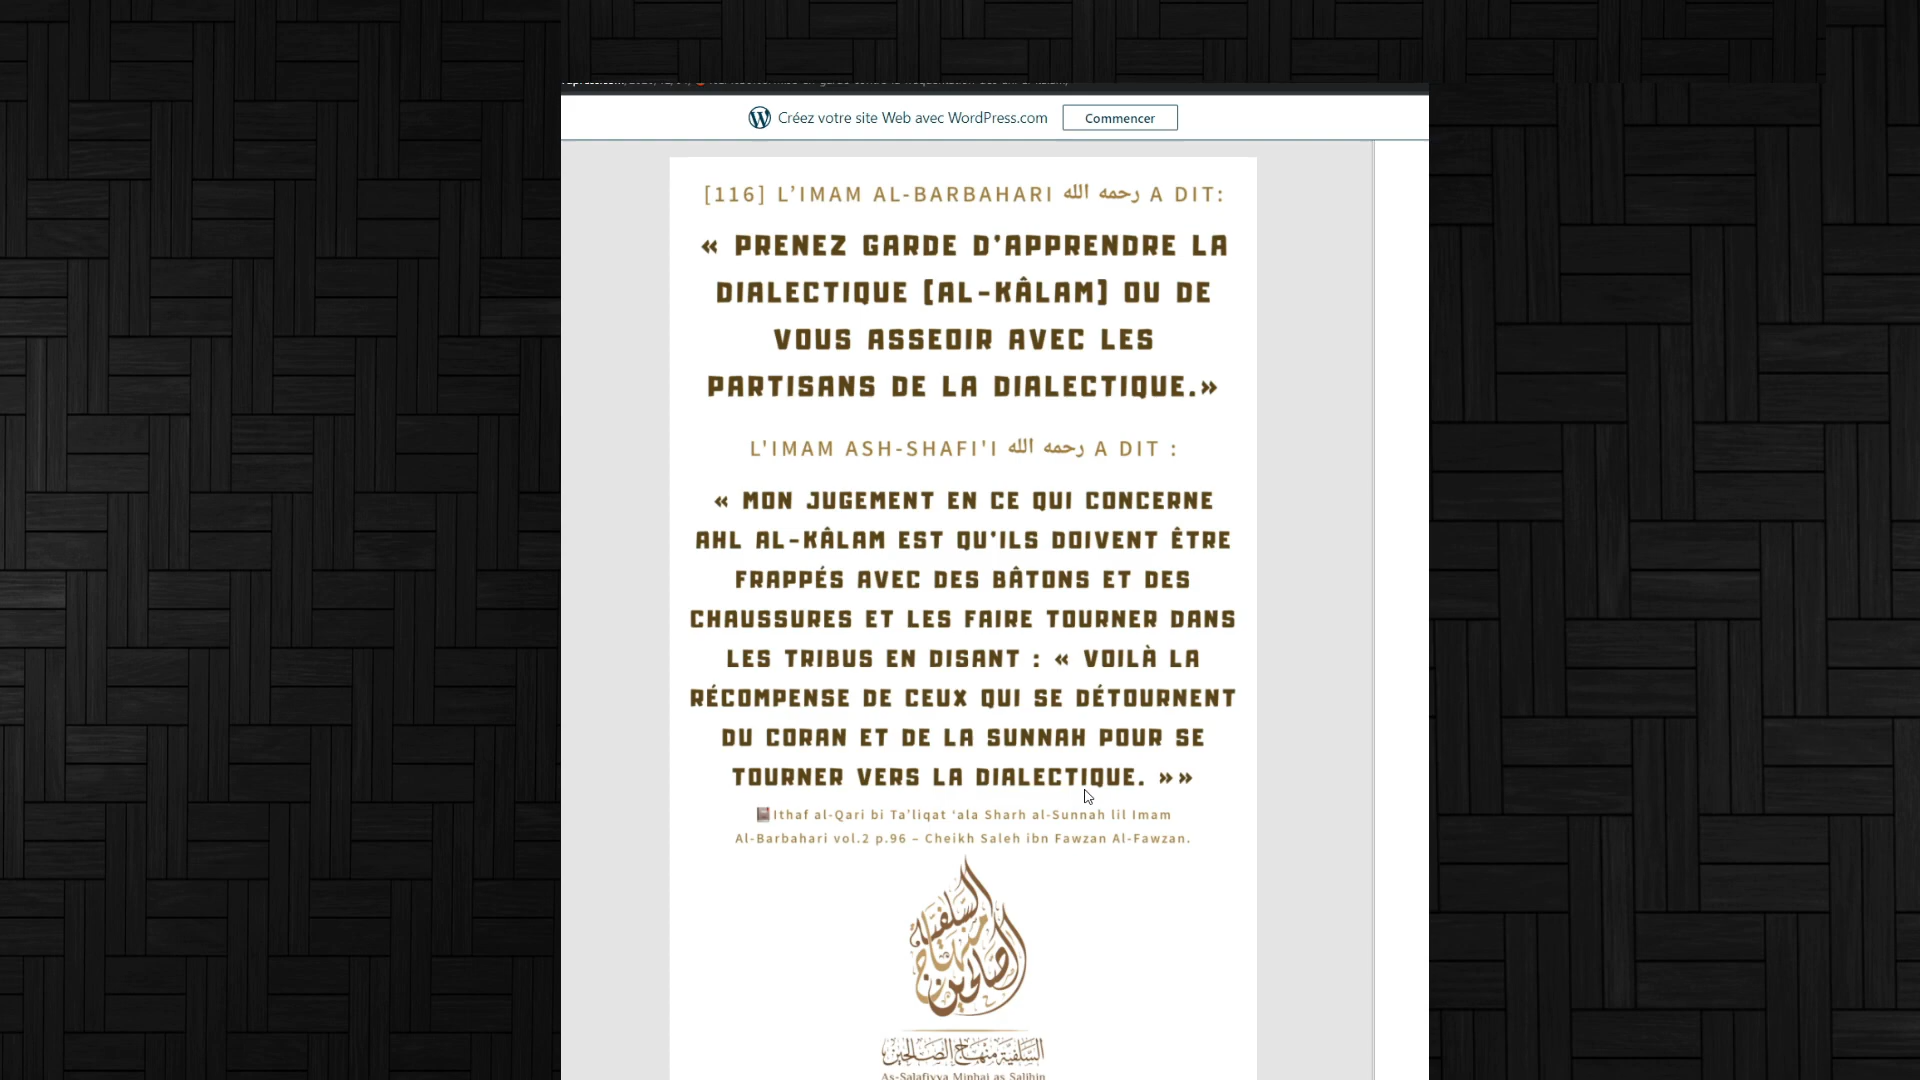 Créez votre site Web avec WordPress.com
Commencer
[116] L’IMAM AL-BARBAHARI رحمه الله A DIT:
« PRENEZ GARDE D’APPRENDRE LA
DIALECTIQUE [AL-KÂLAM] OU DE
VOUS ASSEOIR AVEC LES
PARTISANS DE LA DIALECTIQUE.»
L'IMAM ASH-SHAFI'I رحمه الله A DIT :
« MON JUGEMENT EN CE QUI CONCERNE
AHL AL-KÂLAM EST QU'ILS DOIVENT ÊTRE
FRAPPÉS AVEC DES BÂTONS ET DES
CHAUSSURES ET LES FAIRE TOURNER DANS
LES TRIBUS EN DISANT : « VOILÀ LA
RÉCOMPENSE DE CEUX QUI SE DÉTOURNENT
DU CORAN ET DE LA SUNNAH POUR SE
TOURNER VERS LA DIALECTIQUE. »»
Ithaf al-Qari bi Ta’liqat ‘ala Sharh al-Sunnah lil Imam
Al-Barbahari vol.2 p.96 – Cheikh Saleh ibn Fawzan Al-Fawzan.
السلفية منهاج الصالحين
السلفية منهاج الصالحين
As-Salafiyya Minhaj as Salihin